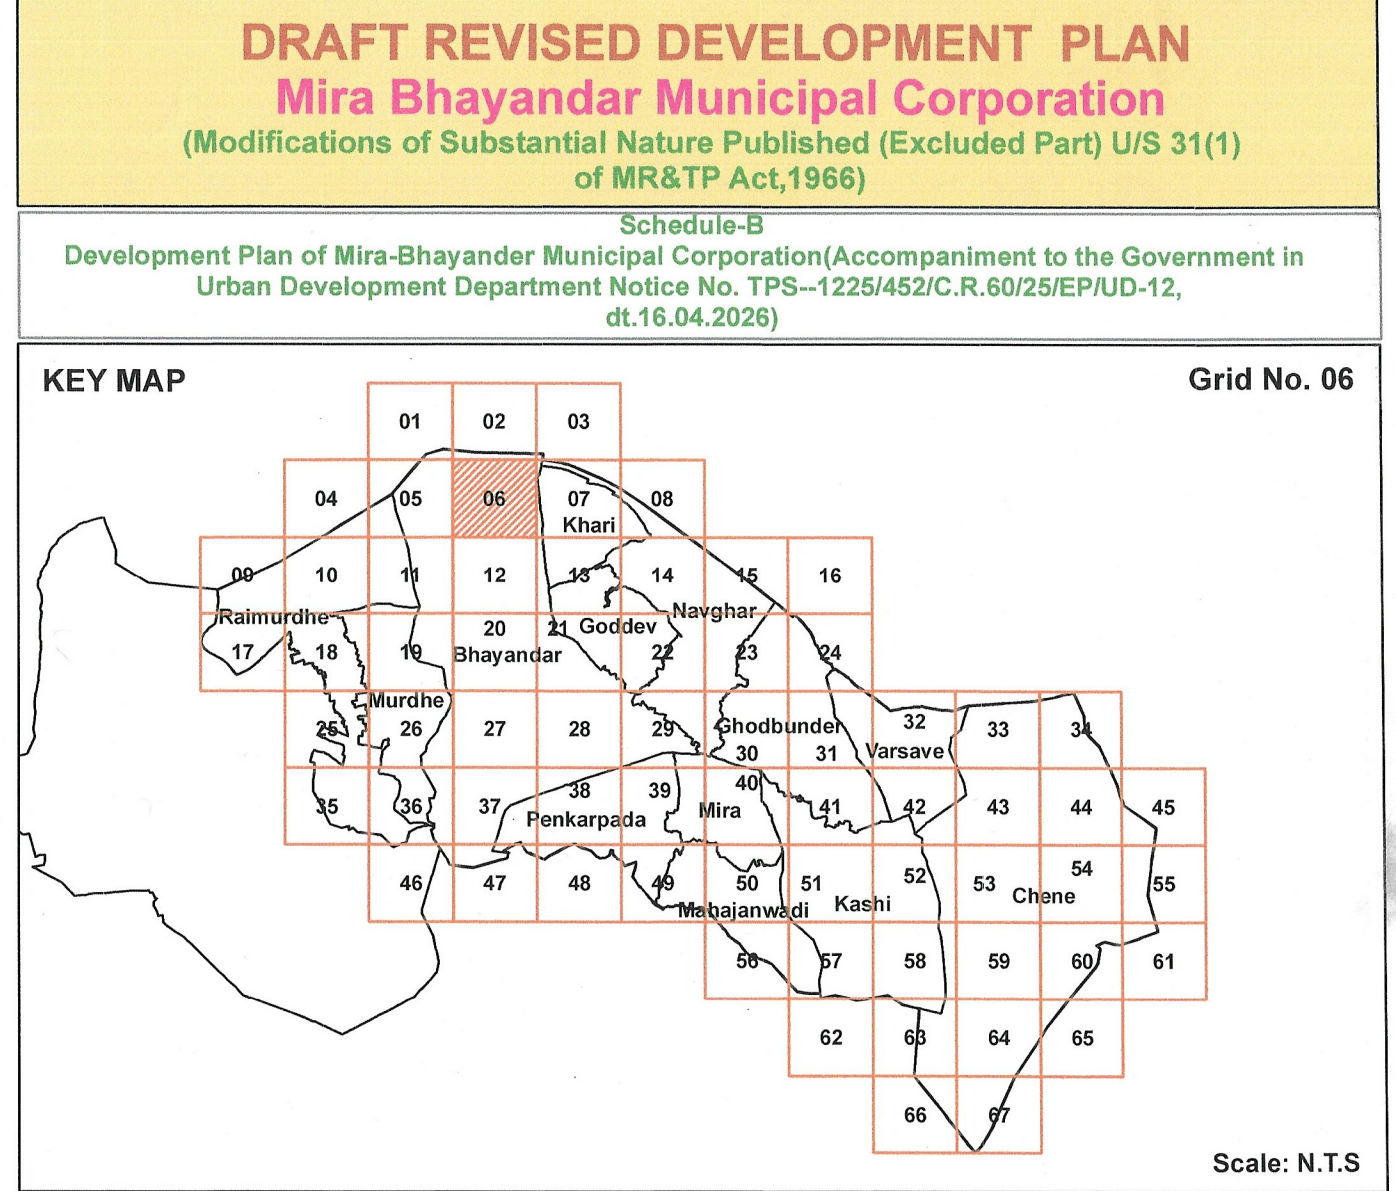 DRAFT REVISED DEVELOPMENT PLAN
Mira Bhayandar Municipal Corporation
(Modifications of Substantial Nature Published (Excluded Part) U/S 31(1)
of MR&TP Act,1966)
Schedule-B
Development Plan of Mira-Bhayander Municipal Corporation(Accompaniment to the Government in
Urban Development Department Notice No. TPS--1225/452/C.R.60/25/EP/UD-12,
dt.16.04.2026)
KEY MAP
Grid No. 06
01 02 03
04 05 06 07 08
Khari
09 10 11 12 13 14 15 16
Raimurdhe
Navghar
20 21 Goddev
17 18 19 Bhayandar 22 23 24
Murdhe
25 26 27 28 29 Ghodbunder 32 33 34
30 31 Varsave
35 36 37 38 39 40 41 42 43 44 45
Penkarpada Mira
46 47 48 49 50 51 52 53 54 55
Mahajanwadi Kashi Chene
56 57 58 59 60 61
62 63 64 65
66 67
Scale: N.T.S